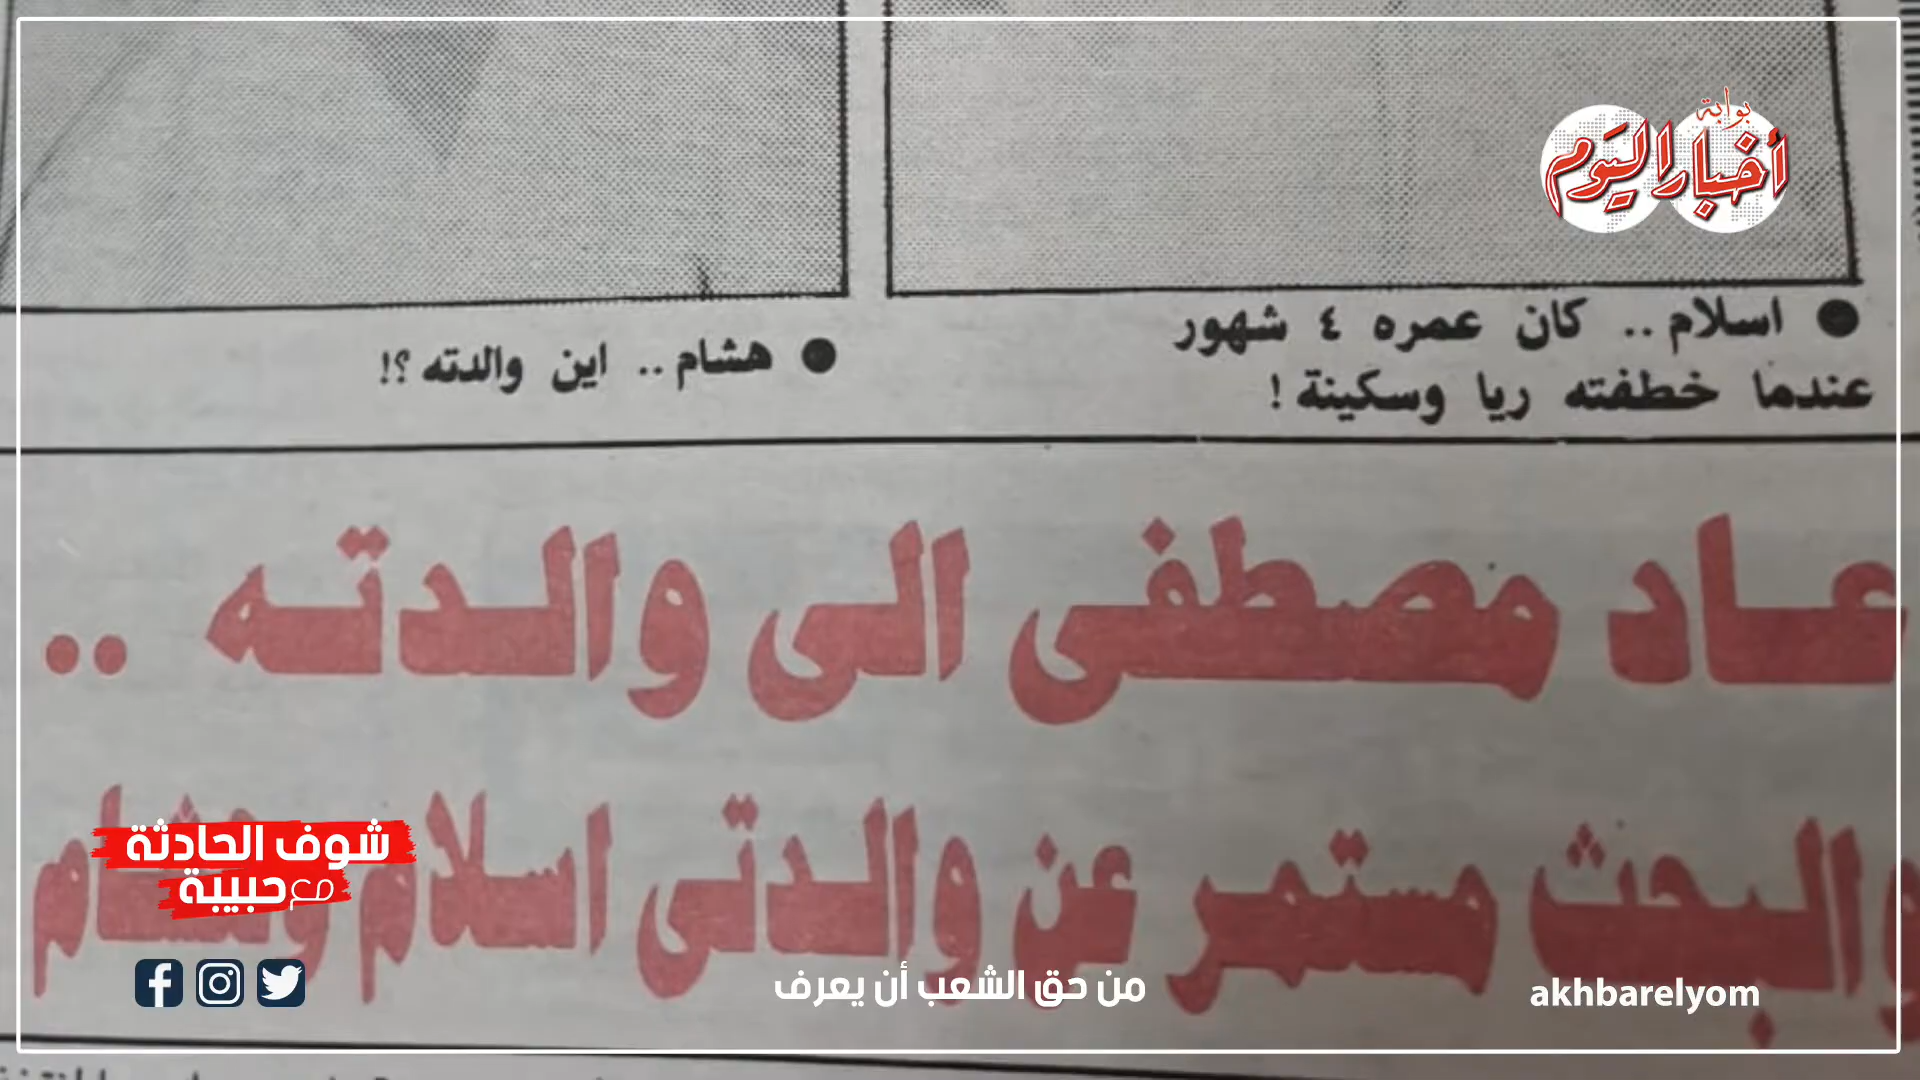 بوابة
أخبار اليوم
● اسلام .. كان عمره ٤ شهور
عندما خطفته ريا وسكينة !
● هشام .. اين والدته ؟!
عاد مصطفى الى والدته ..
والبحث مستمر عن والدتى اسلام وهشام
شوف الحادثة
مع حبيبة
من حق الشعب أن يعرف
akhbarelyom